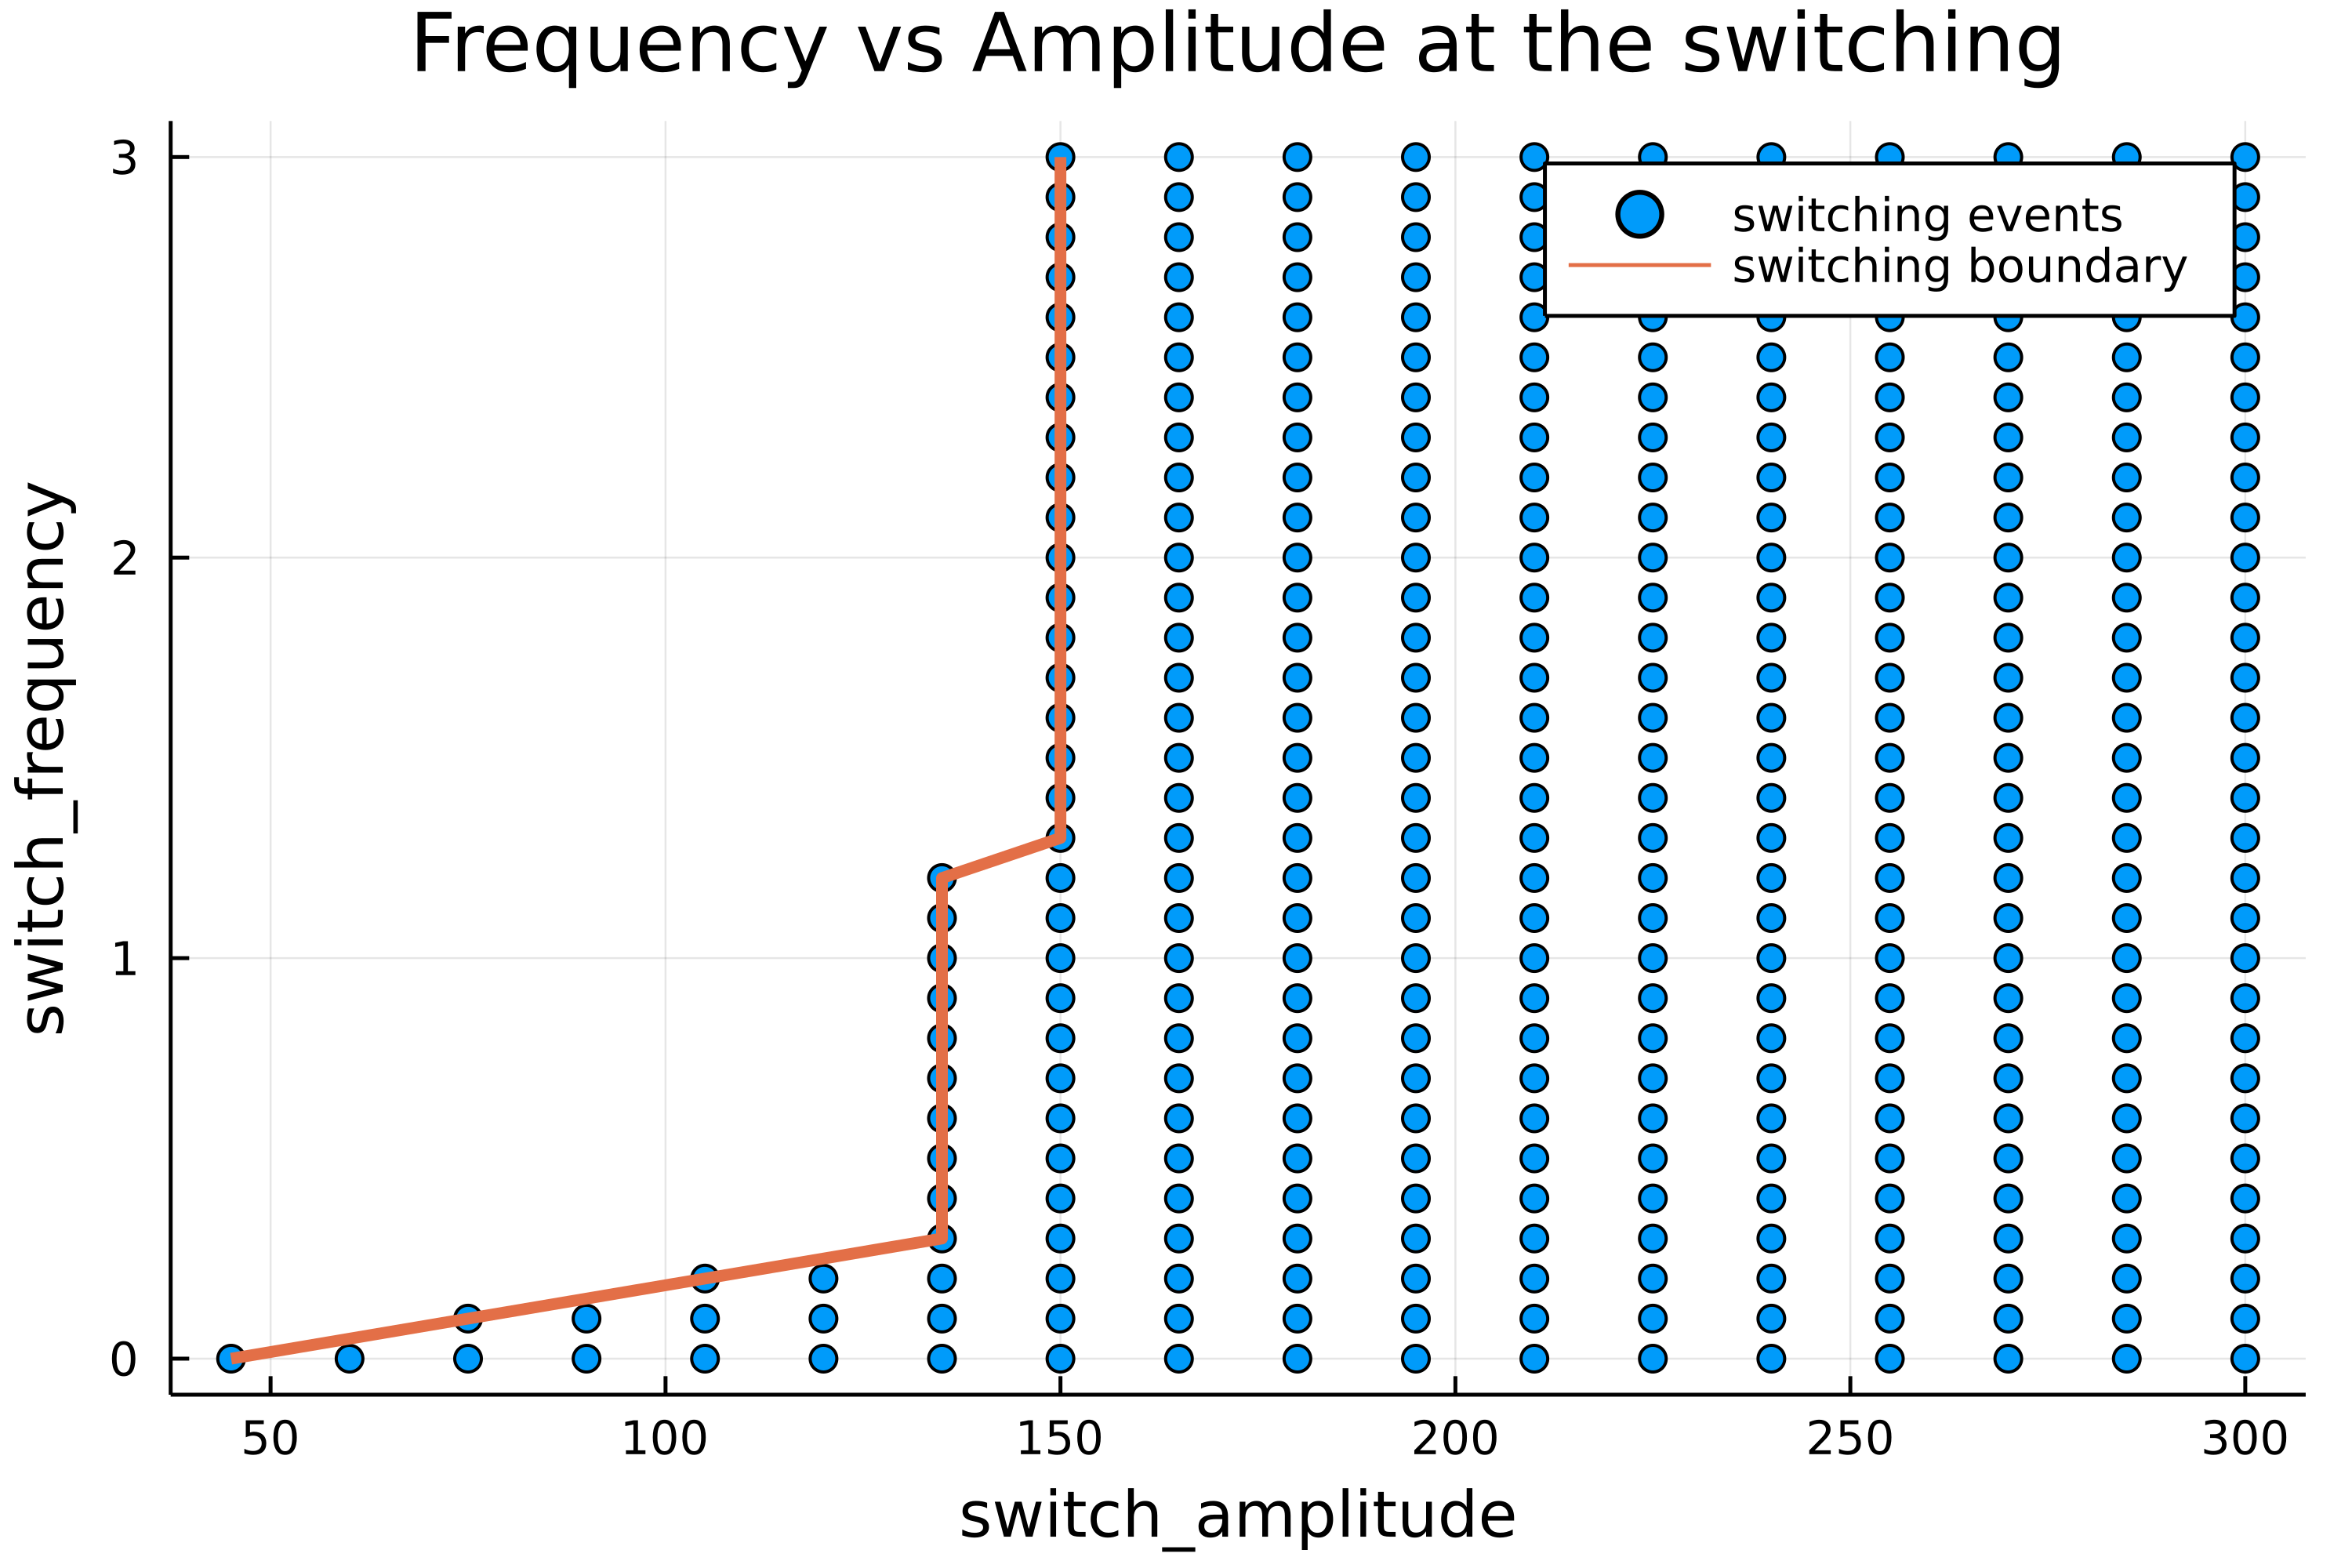 Frequency vs Amplitude at the switching
switching events
switching boundary
switch_frequency
3
2
1
0
50 100 150 200 250 300
switch_amplitude